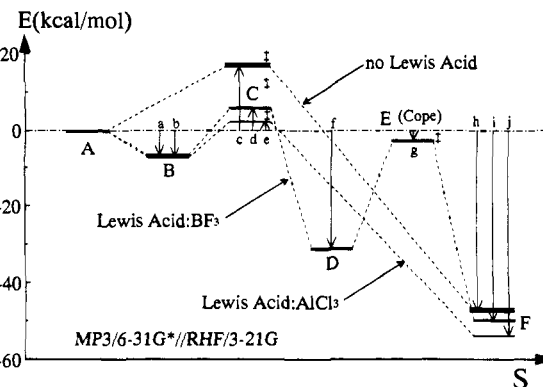 E(kcal/mol)
20
‡
no Lewis Acid
‡
C
E (Cope)
a b
‡
f
h i j
0
‡
A
c d e
g
B
-20
Lewis Acid:BF3
D
-40
Lewis Acid:AlCl3
F
MP3/6-31G*//RHF/3-21G
-60
S